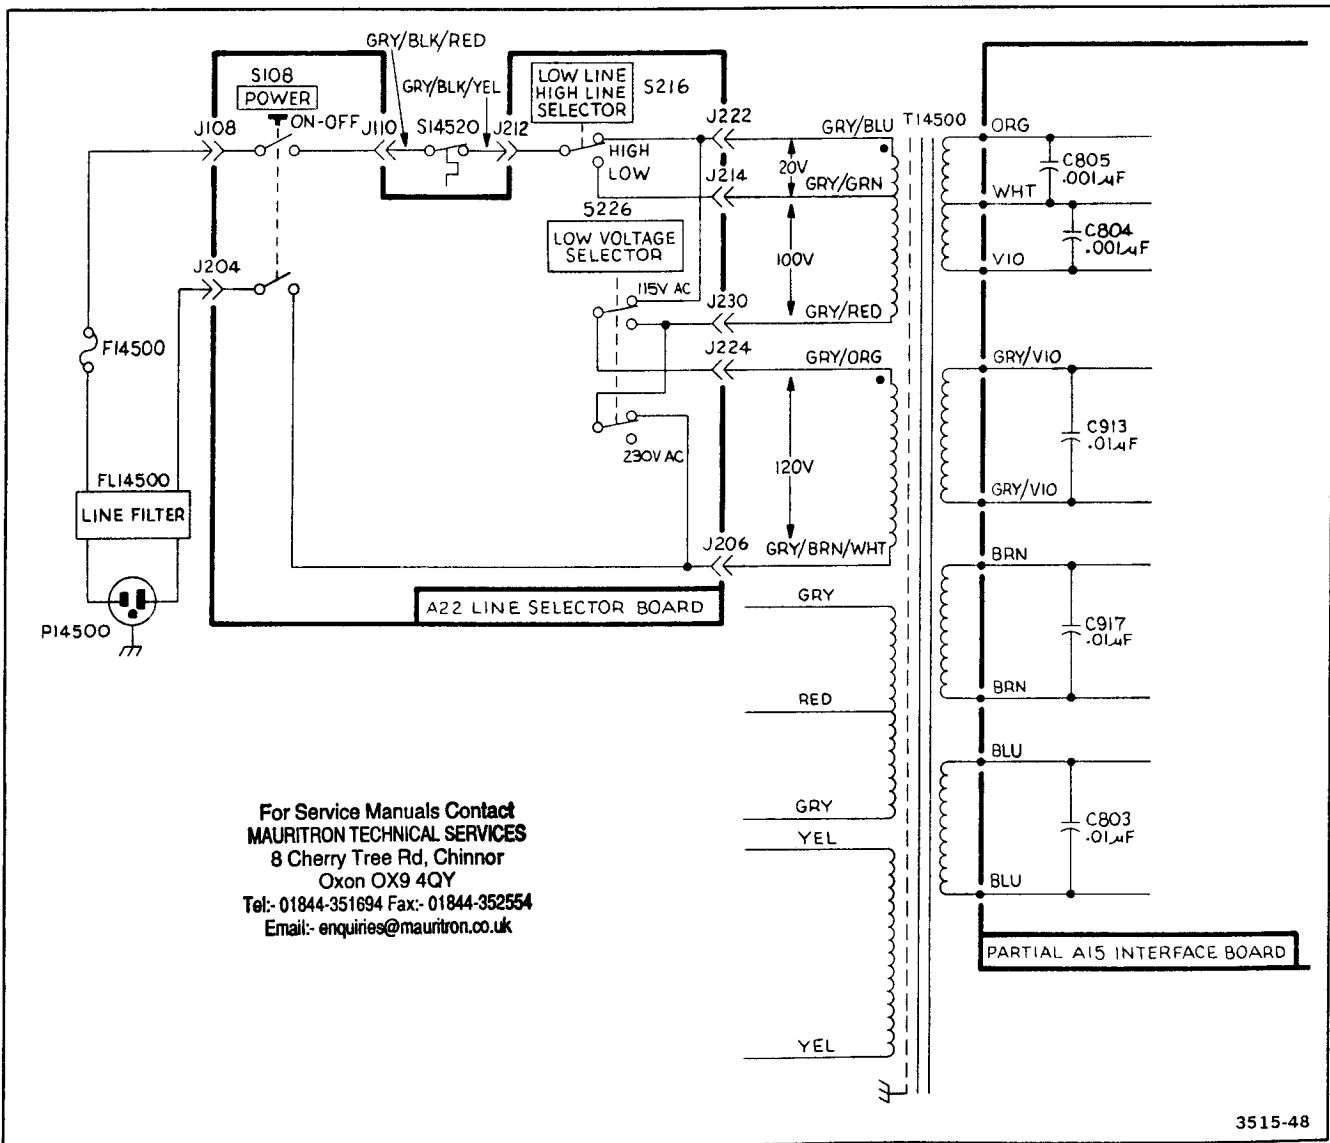 GRY/BLK/RED
S108
POWER
GRY/BLK/YEL
LOW LINE
HIGH LINE
SELECTOR
S216
J108
ON-OFF
J110
S14520
J212
HIGH
LOW
J222
GRY/BLU
T14500
ORG
20V
C805
.001µF
J214
GRY/GRN
WHT
S226
LOW VOLTAGE
SELECTOR
C804
.001µF
100V
VIO
J204
115V AC
J230
GRY/RED
F14500
J224
GRY/ORG
GRY/VIO
C913
.01µF
230V AC
120V
FL14500
LINE FILTER
GRY/VIO
J206
GRY/BRN/WHT
BRN
A22 LINE SELECTOR BOARD
GRY
P14500
C917
.01µF
RED
BRN
BLU
For Service Manuals Contact
MAURITRON TECHNICAL SERVICES
8 Cherry Tree Rd, Chinnor
Oxon OX9 4QY
Tel:- 01844-351694 Fax:- 01844-352554
Email:- enquiries@mauritron.co.uk
GRY
YEL
C803
.01µF
BLU
PARTIAL A15 INTERFACE BOARD
YEL
3515-48